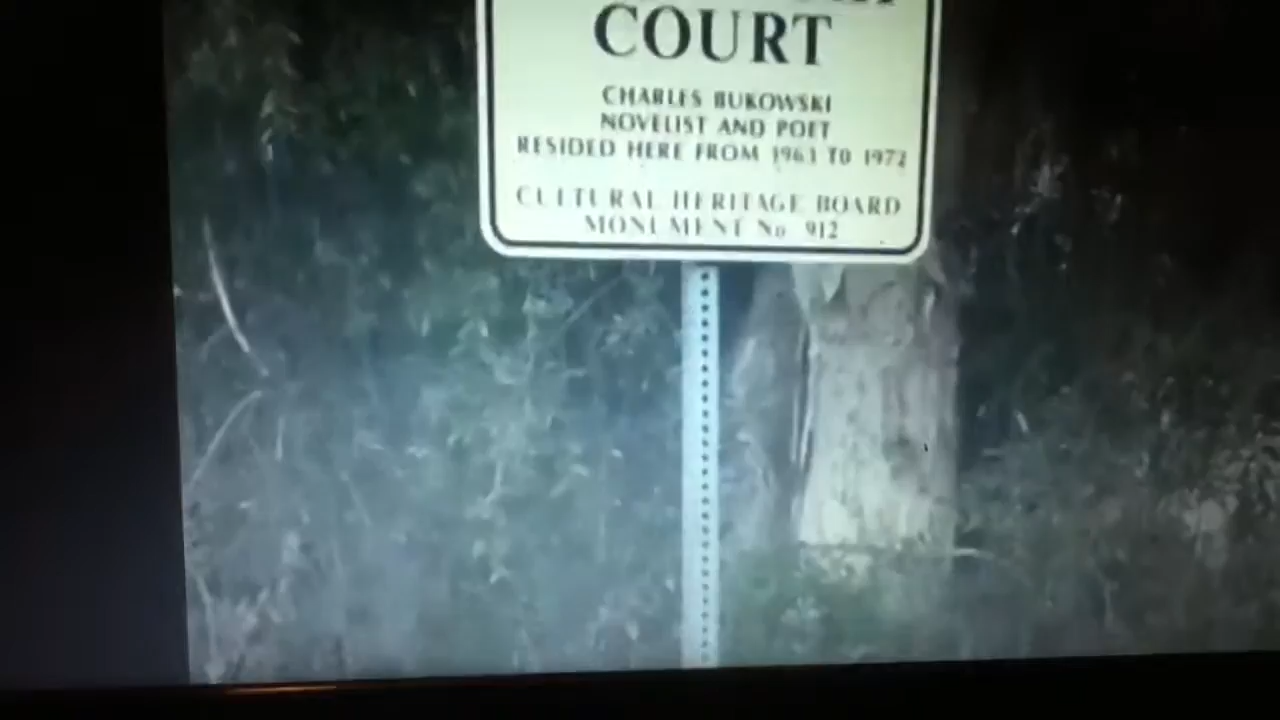 COURT
CHARLES BUKOWSKI
NOVELIST AND POET
RESIDED HERE FROM 1963 TO 1972
CULTURAL HERITAGE BOARD
MONUMENT No 912